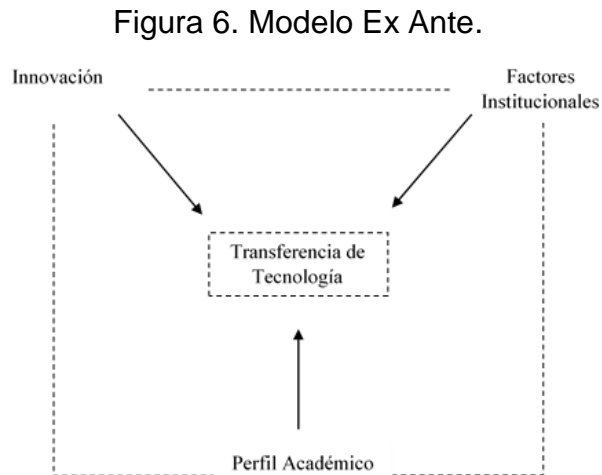 Figura 6. Modelo Ex Ante.
Innovación
Factores
Institucionales
Transferencia de
Tecnología
Perfil Académico